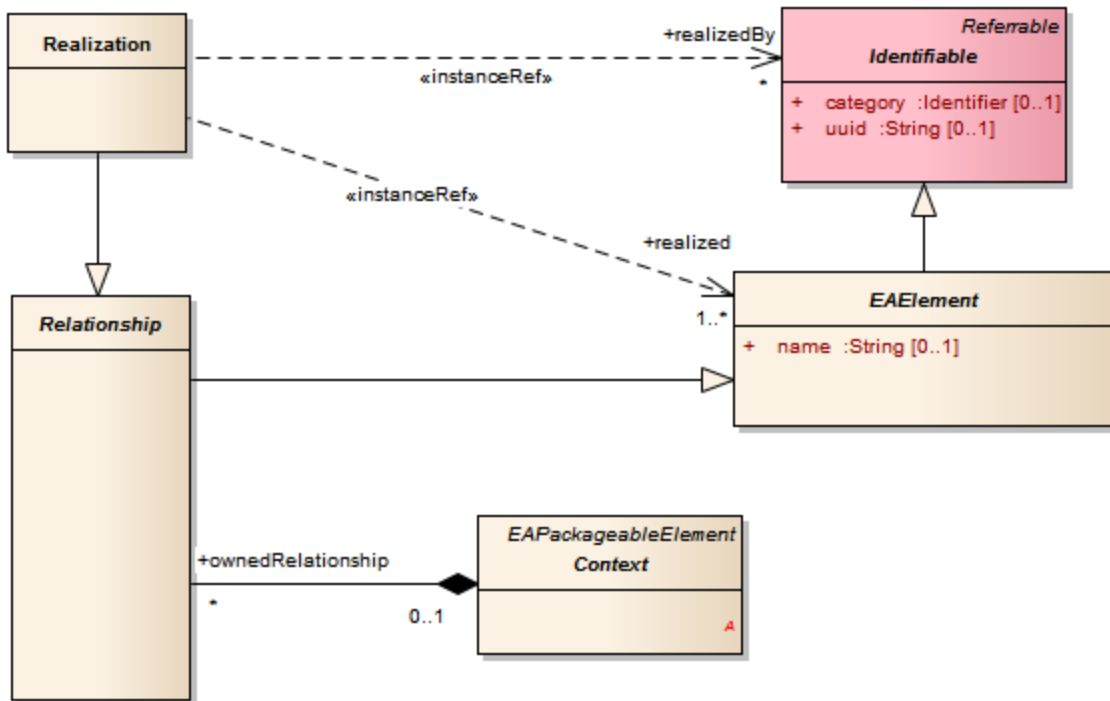 Realization
+realizedBy
«instanceRef»
*
Referrable
Identifiable
+ category :Identifier [0..1]
+ uuid :String [0..1]
«instanceRef»
+realized
1..*
EAElement
+ name :String [0..1]
Relationship
+ownedRelationship
*
0..1
EAPackageableElement
Context
A